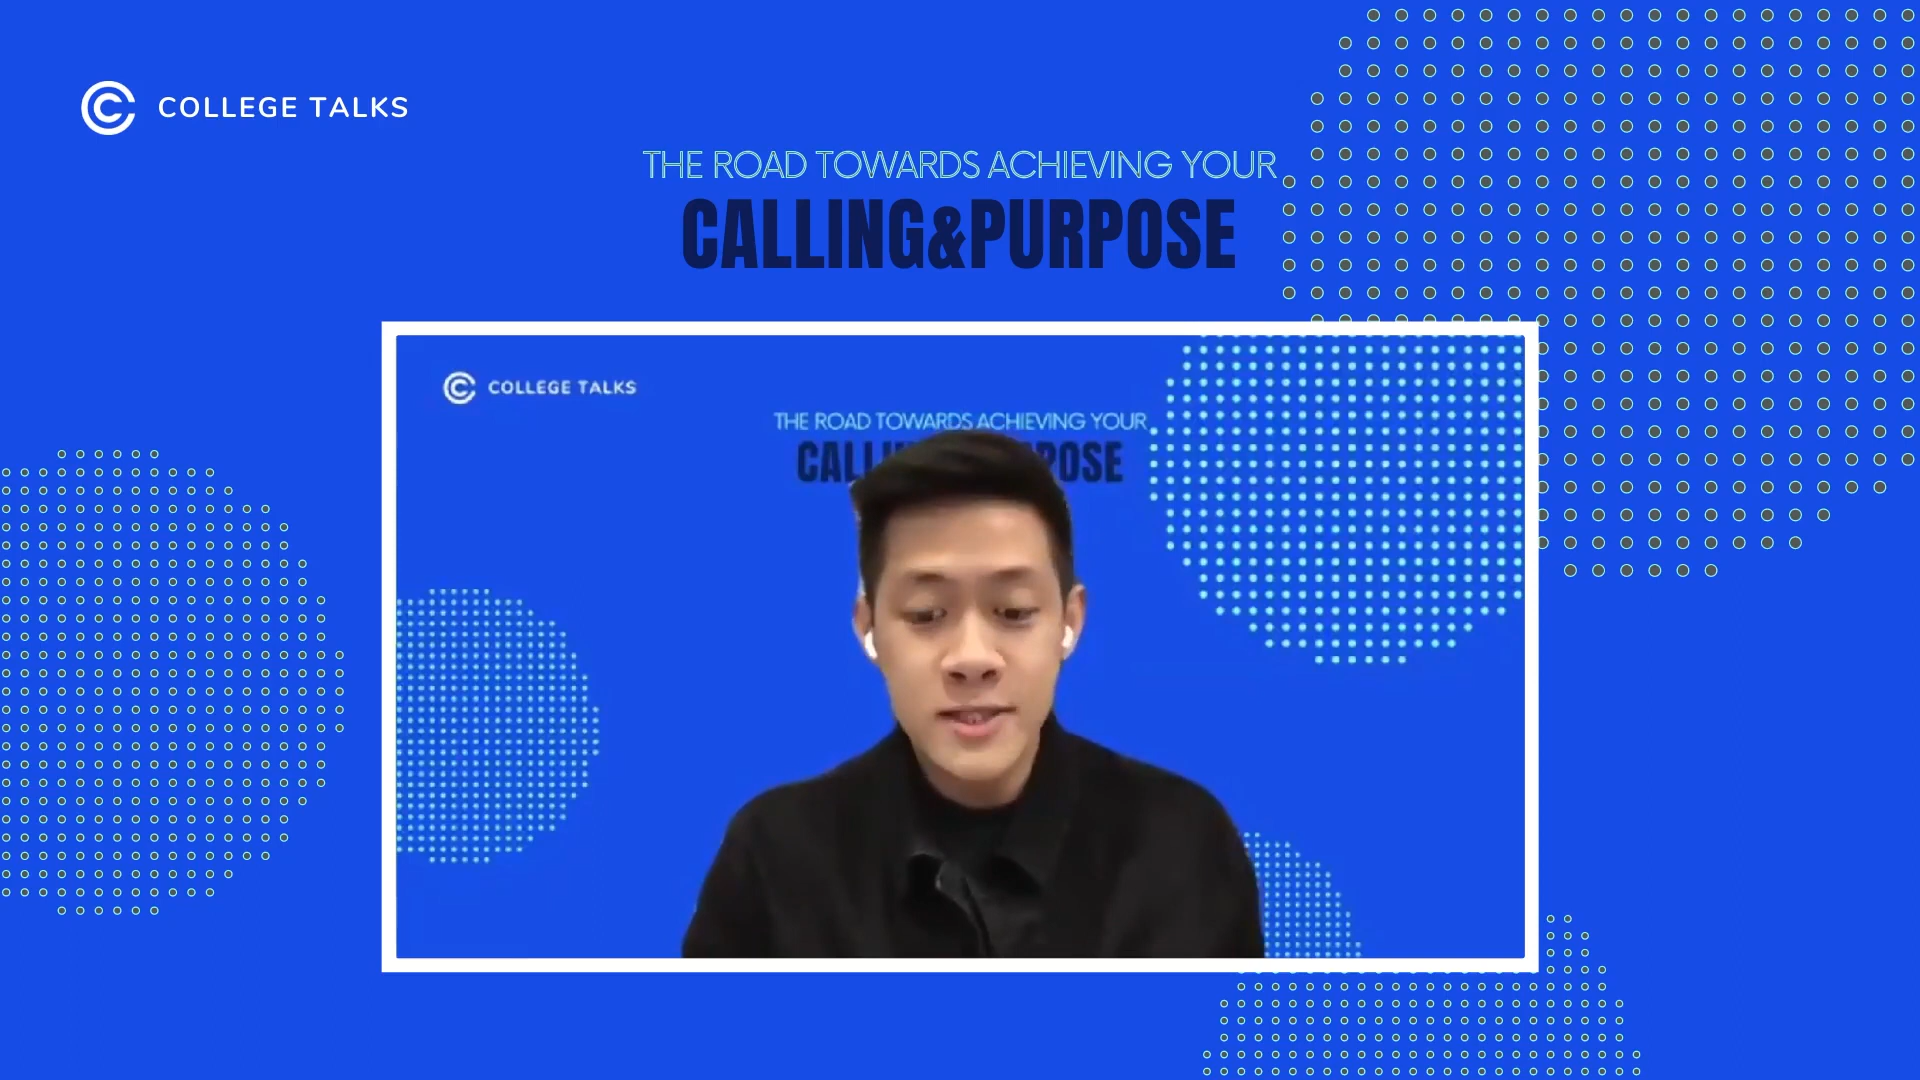 COLLEGE TALKS
THE ROAD TOWARDS ACHIEVING YOUR
CALLING&PURPOSE
COLLEGE TALKS
THE ROAD TOWARDS ACHIEVING YOUR